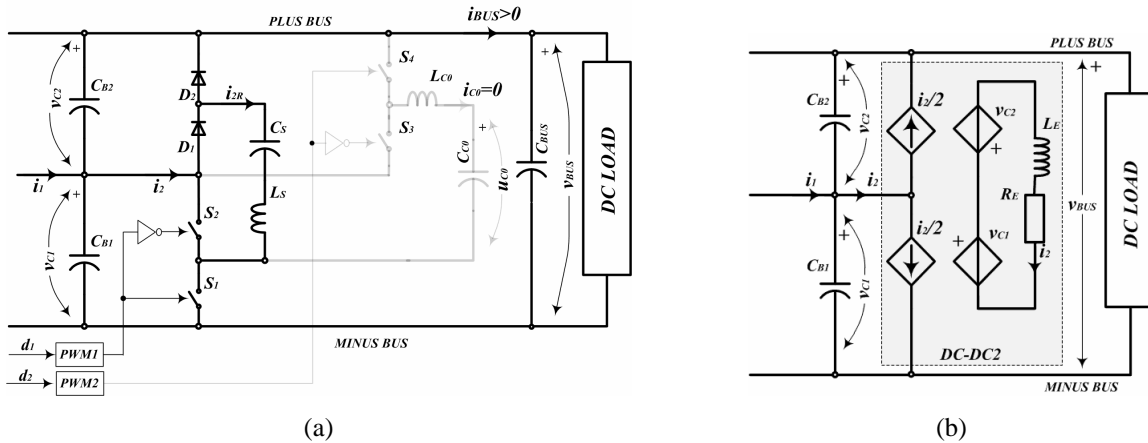 PLUS BUS
iBUS>0
S4
LC0
iC0=0
vC2
+
CB2
D2
i2R
CS
D1
S3
+
CC0
uC0
CBUS
+
vBUS
DC LOAD
i1
i2
LS
S2
vC1
+
CB1
S1
MINUS BUS
d1
PWM1
d2
PWM2
(a)
PLUS BUS
+
CB2
vC2
i2/2
vC2
+
LE
i1
i2
RE
vBUS
+
DC LOAD
+
CB1
vC1
i2/2
+
vC1
i2
DC-DC2
MINUS BUS
(b)